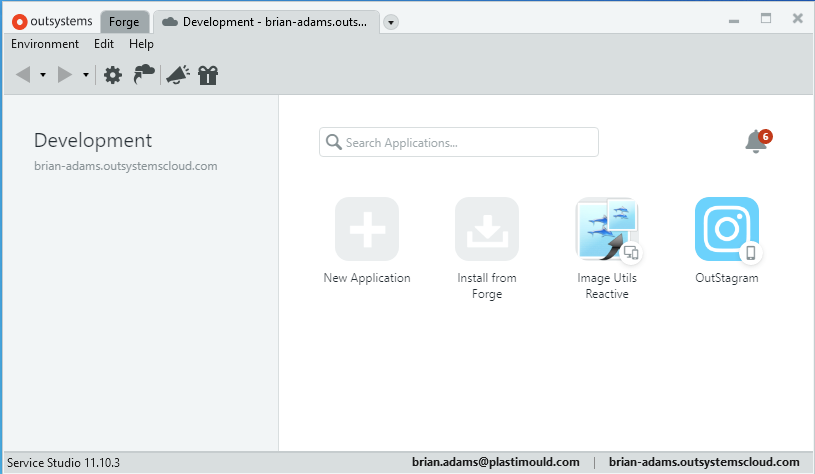 outsystems Forge Development - brian-adams.outs...
Environment Edit Help
Development
brian-adams.outsystemscloud.com
Search Applications...
6
New Application
Install from
Forge
Image Utils
Reactive
OutStagram
Service Studio 11.10.3
brian.adams@plastimould.com | brian-adams.outsystemscloud.com